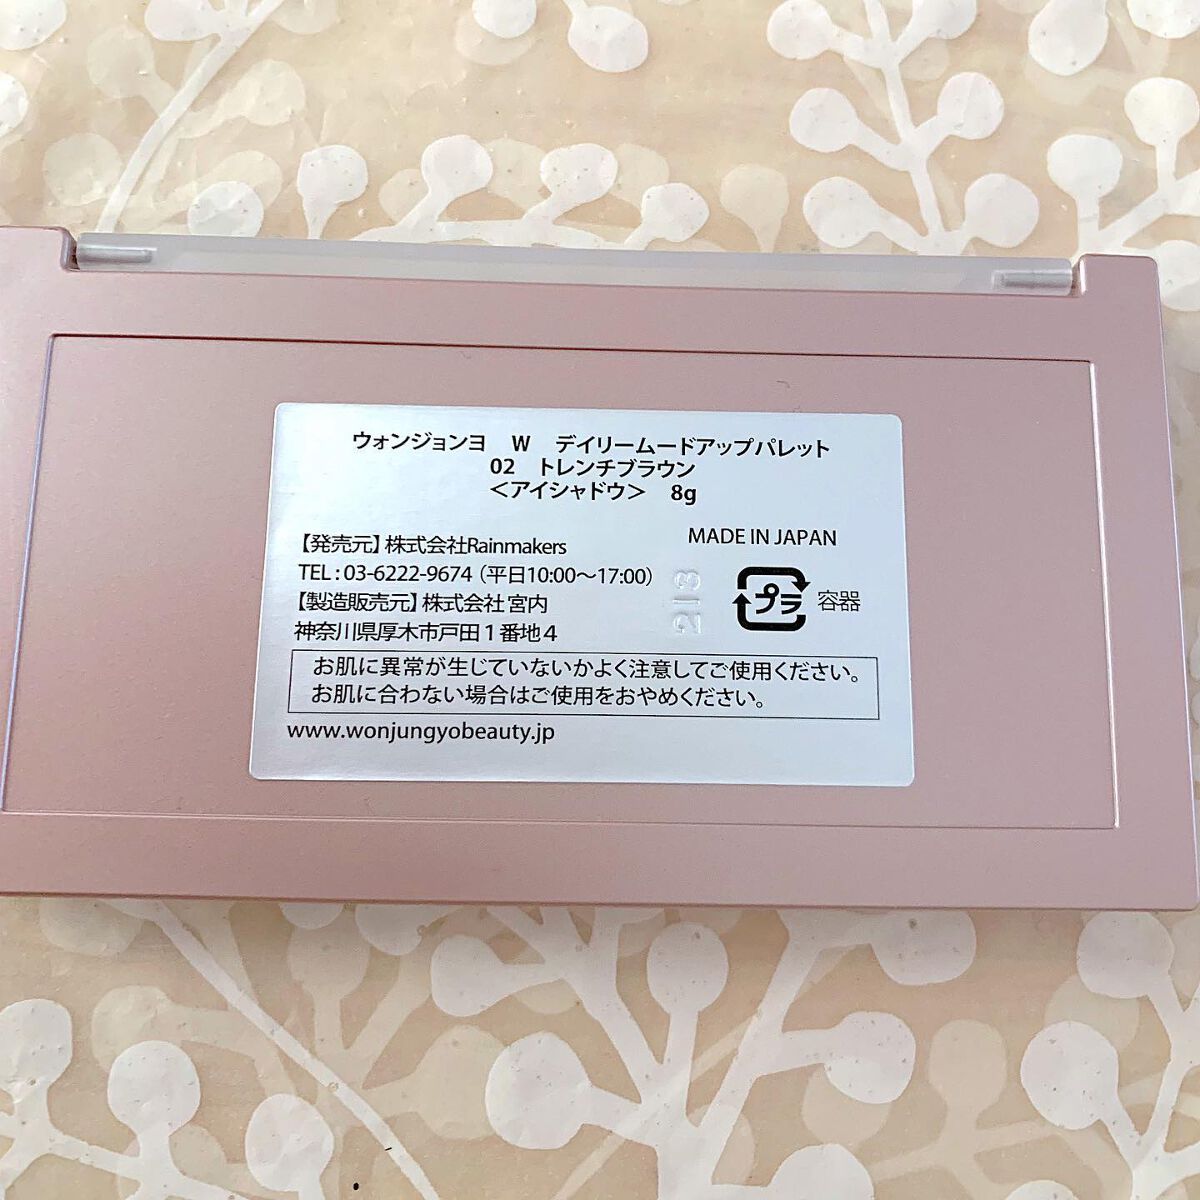 ウォンジョンヨ　W　デイリームードアップパレット
02　トレンチブラウン
＜アイシャドウ＞　8g
【発売元】株式会社Rainmakers
TEL : 03-6222-9674（平日10:00～17:00）
【製造販売元】株式会社 宮内
神奈川県厚木市戸田１番地４
MADE IN JAPAN
プラ 容器
お肌に異常が生じていないかよく注意してご使用ください。
お肌に合わない場合はご使用をおやめください。
www.wonjungyobeauty.jp